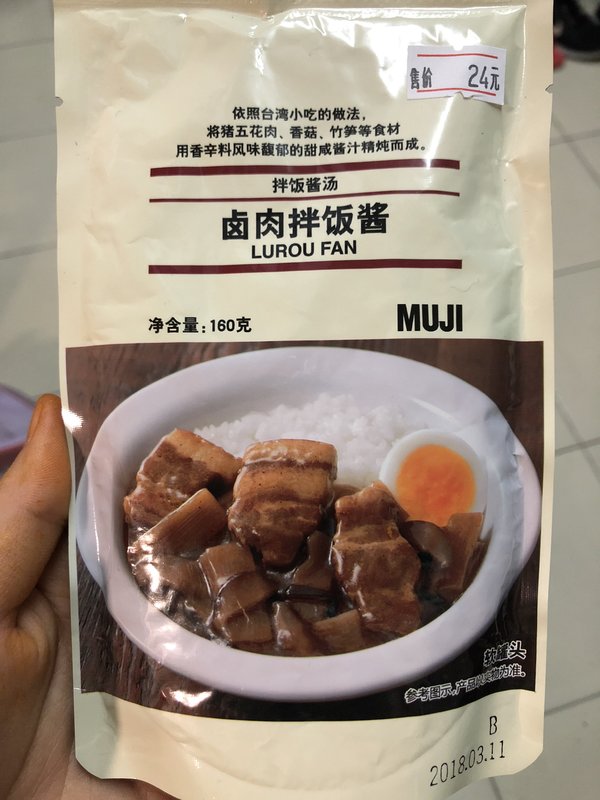 售价 24元
依照台湾小吃的做法，
将猪五花肉、香菇、竹笋等食材
用香辛料风味馥郁的甜咸酱汁精炖而成。
拌饭酱汤
卤肉拌饭酱
LUROU FAN
净含量：160克
MUJI
软罐头
参考图示，产品以实物为准。
B
2018.03.11